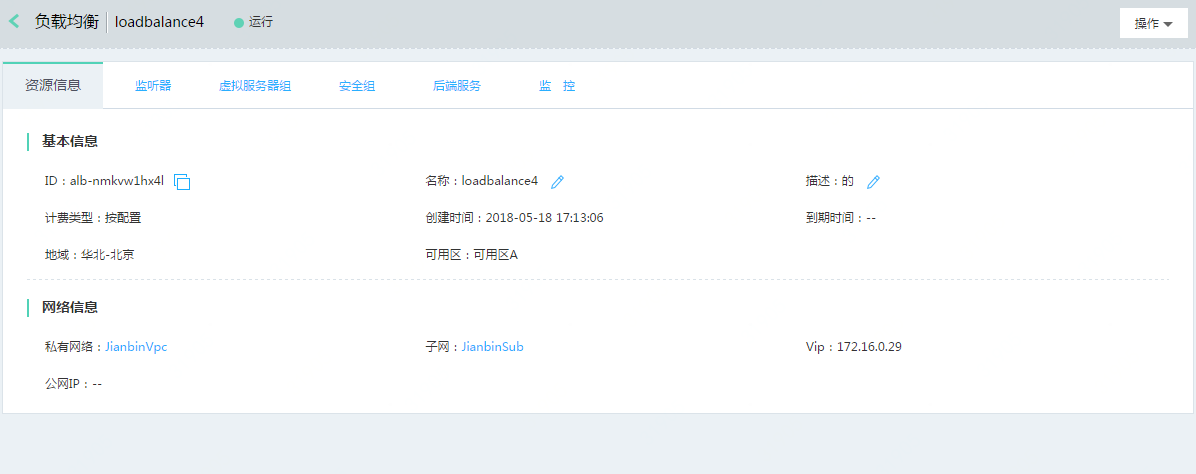 负载均衡 loadbalance4 运行 操作
资源信息 监听器 虚拟服务器组 安全组 后端服务 监 控
基本信息
ID：alb-nmkvw1hx4l 名称：loadbalance4 描述：的
计费类型：按配置 创建时间：2018-05-18 17:13:06 到期时间：--
地域：华北-北京 可用区：可用区A
网络信息
私有网络：JianbinVpc 子网：JianbinSub Vip：172.16.0.29
公网IP：--